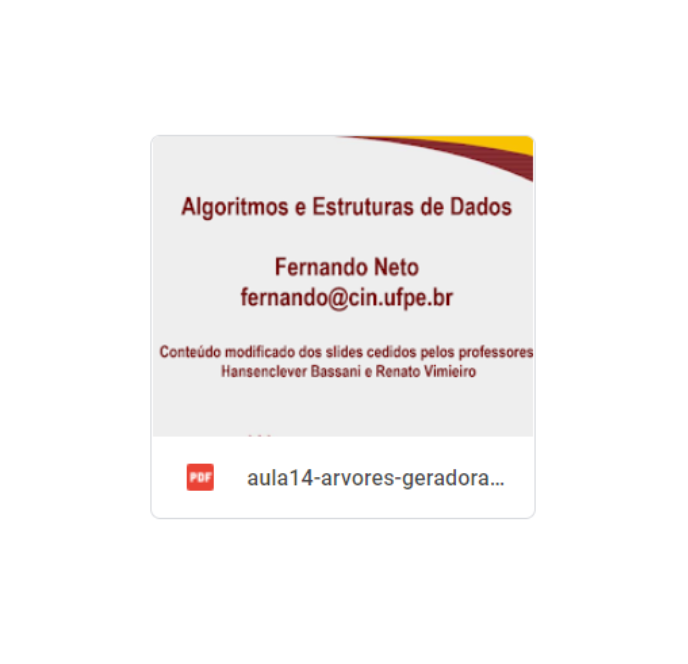 Algoritmos e Estruturas de Dados
Fernando Neto
fernando@cin.ufpe.br
Conteúdo modificado dos slides cedidos pelos professores
Hansenclever Bassani e Renato Vimieiro
PDF
aula14-arvores-geradora...